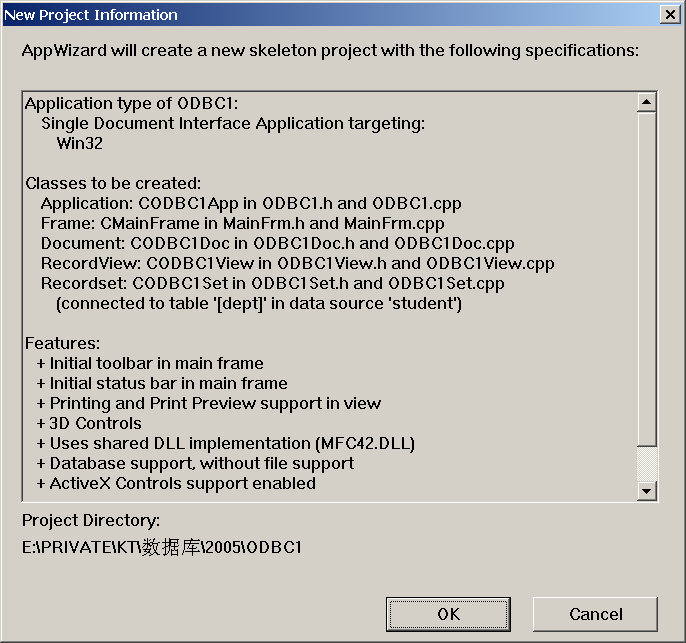 New Project Information
AppWizard will create a new skeleton project with the following specifications:
Application type of ODBC1:
Single Document Interface Application targeting:
Win32
Classes to be created:
Application: CODBC1App in ODBC1.h and ODBC1.cpp
Frame: CMainFrame in MainFrm.h and MainFrm.cpp
Document: CODBC1Doc in ODBC1Doc.h and ODBC1Doc.cpp
RecordView: CODBC1View in ODBC1View.h and ODBC1View.cpp
Recordset: CODBC1Set in ODBC1Set.h and ODBC1Set.cpp
(connected to table '[dept]' in data source 'student')
Features:
+ Initial toolbar in main frame
+ Initial status bar in main frame
+ Printing and Print Preview support in view
+ 3D Controls
+ Uses shared DLL implementation (MFC42.DLL)
+ Database support, without file support
+ ActiveX Controls support enabled
Project Directory:
E:\PRIVATE\KT\数据库\2005\ODBC1
OK Cancel